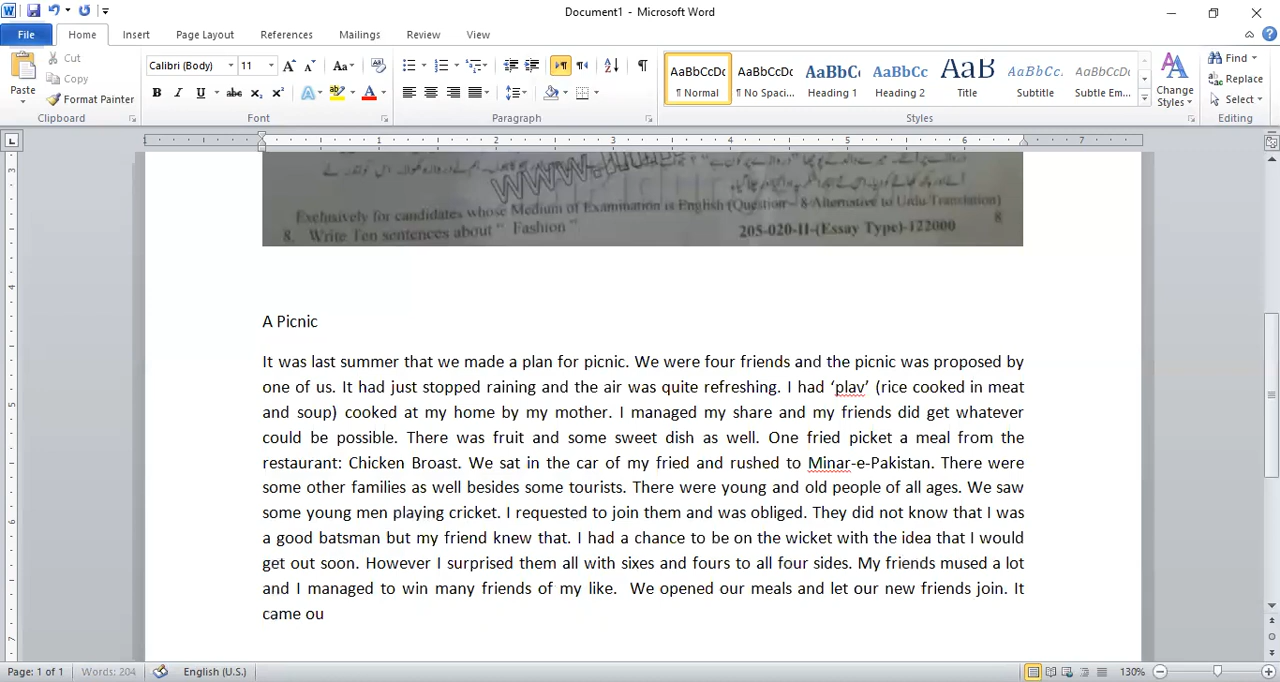 Document1 - Microsoft Word
File Home Insert Page Layout References Mailings Review View
Paste Cut Copy Format Painter Clipboard
Calibri (Body) 11 Font
Paragraph
AaBbCcDc ¶ Normal AaBbCcDc ¶ No Spaci... AaBbC Heading 1 AaBbCc Heading 2 AaB Title AaBbCc. Subtitle AaBbCcDc Subtle Em... Change Styles Styles
Find Replace Select Editing
Exclusively for candidates whose Medium of Examination is English (Question- 8 Alternative to Urdu Translation)
8. Write Ten sentences about " Fashion " 8
205-020-II-(Essay Type)-122000
A Picnic
It was last summer that we made a plan for picnic. We were four friends and the picnic was proposed by
one of us. It had just stopped raining and the air was quite refreshing. I had ‘plav’ (rice cooked in meat
and soup) cooked at my home by my mother. I managed my share and my friends did get whatever
could be possible. There was fruit and some sweet dish as well. One fried picket a meal from the
restaurant: Chicken Broast. We sat in the car of my fried and rushed to Minar-e-Pakistan. There were
some other families as well besides some tourists. There were young and old people of all ages. We saw
some young men playing cricket. I requested to join them and was obliged. They did not know that I was
a good batsman but my friend knew that. I had a chance to be on the wicket with the idea that I would
get out soon. However I surprised them all with sixes and fours to all four sides. My friends mused a lot
and I managed to win many friends of my like. We opened our meals and let our new friends join. It
came ou
Page: 1 of 1 Words: 204 English (U.S.) 130%